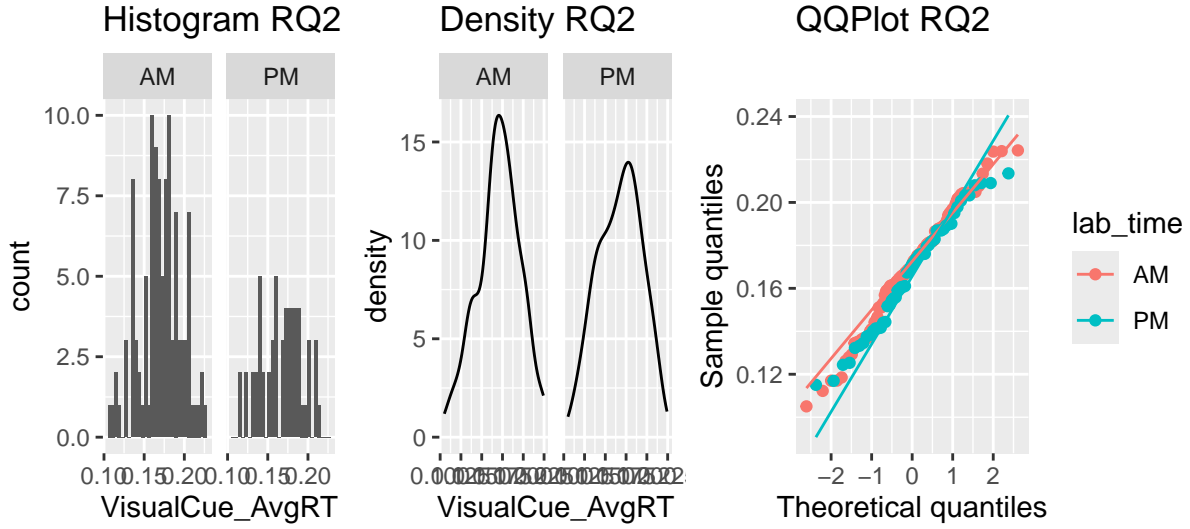 Histogram RQ2
AM
PM
count
10.0
7.5
5.0
2.5
0.0
0.10 0.15 0.20 0.10 0.15 0.20
VisualCue_AvgRT
Density RQ2
AM
PM
density
15
10
5
0
VisualCue_AvgRT
QQPlot RQ2
Sample quantiles
0.24
0.20
0.16
0.12
−2 −1 0 1 2
Theoretical quantiles
lab_time
AM
PM